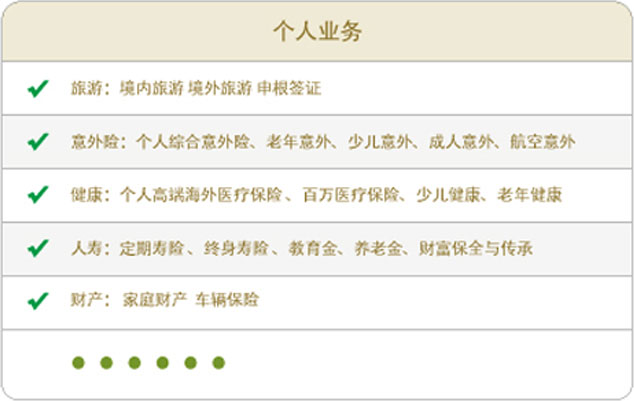 个人业务
旅游：境内旅游 境外旅游 申根签证
意外险：个人综合意外险、老年意外、少儿意外、成人意外、航空意外
健康：个人高端海外医疗保险、百万医疗保险、少儿健康、老年健康
人寿：定期寿险、终身寿险、教育金、养老金、财富保全与传承
财产： 家庭财产 车辆保险